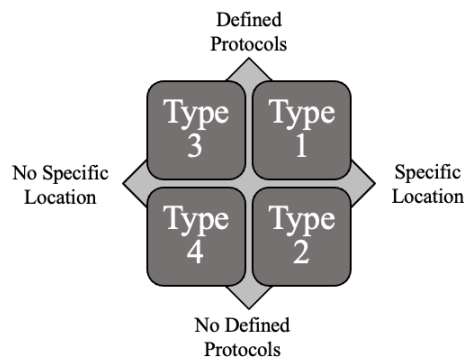 Defined
Protocols
Type
3
Type
1
No Specific
Location
Specific
Location
Type
4
Type
2
No Defined
Protocols